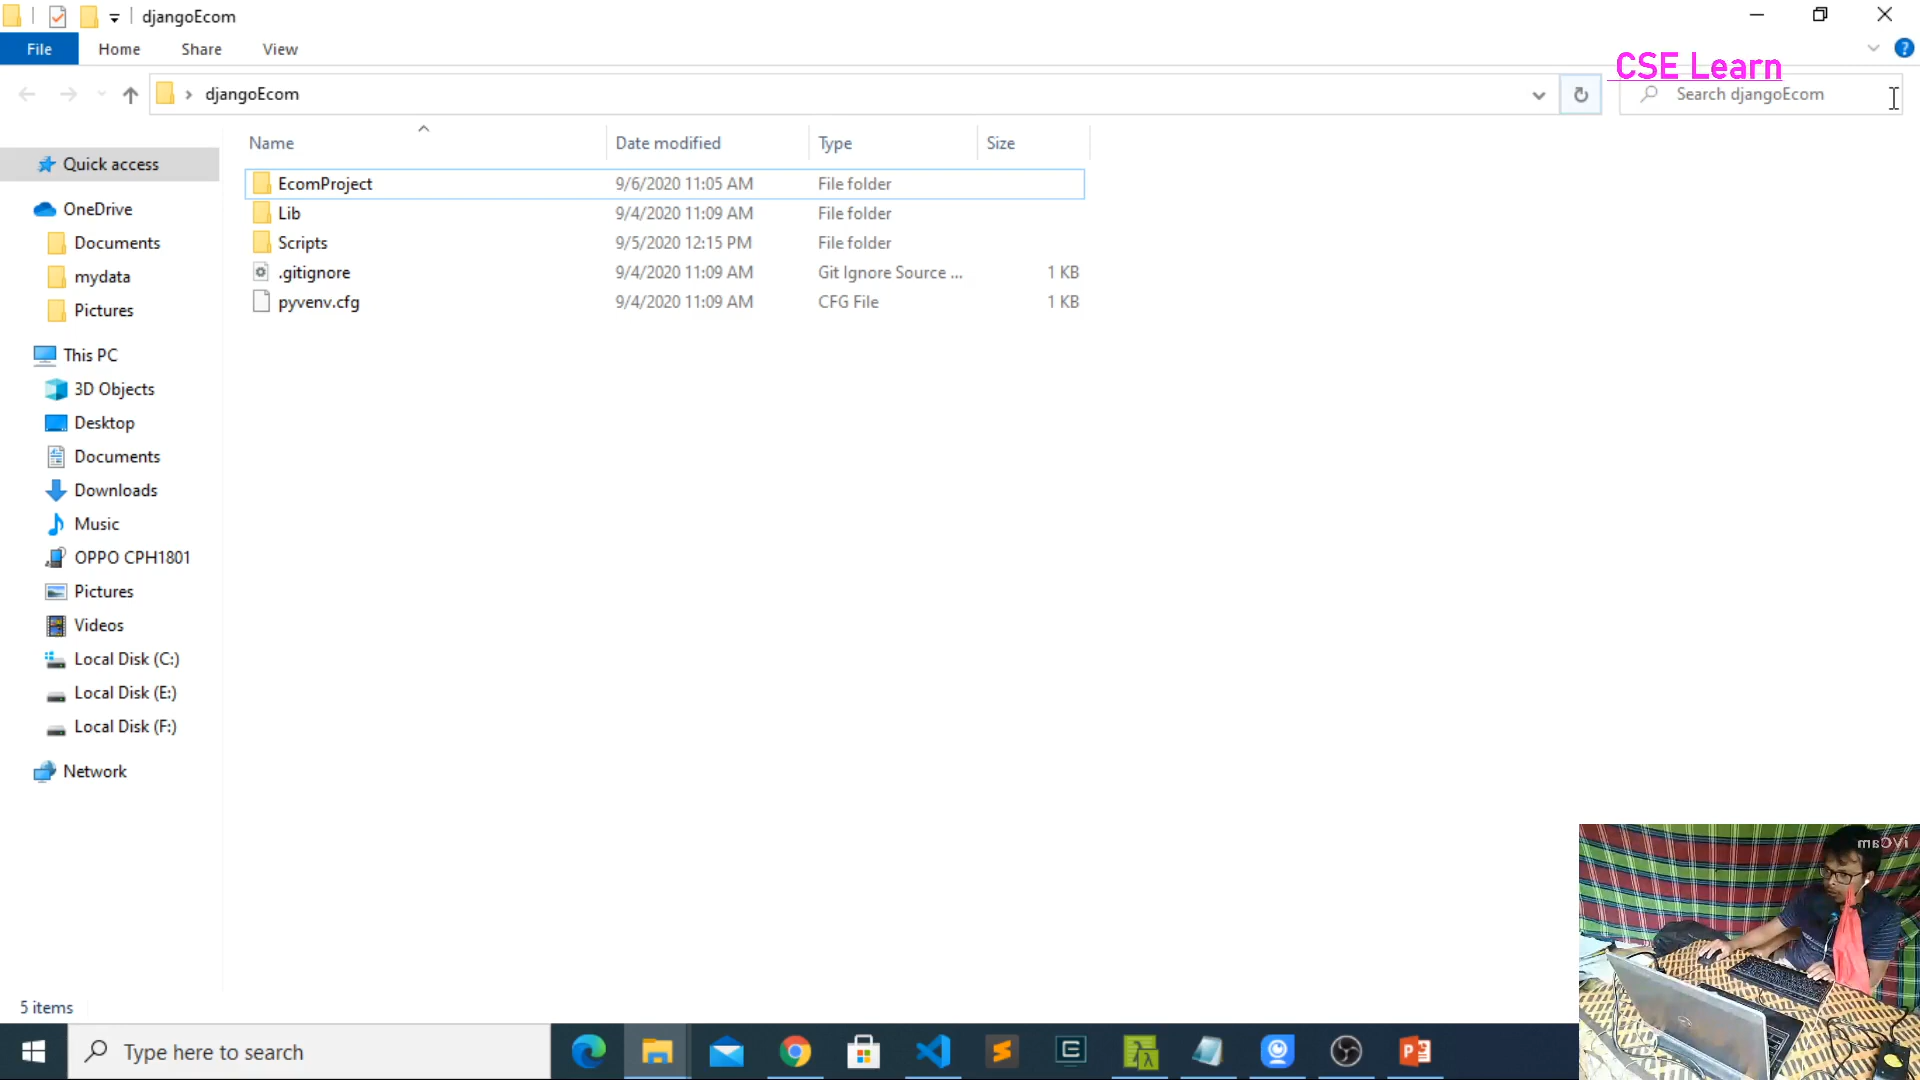 djangoEcom
File Home Share View
CSE Learn
djangoEcom
Search djangoEcom
Name Date modified Type Size
Quick access
EcomProject 9/6/2020 11:05 AM File folder
OneDrive
Lib 9/4/2020 11:09 AM File folder
Documents
Scripts 9/5/2020 12:15 PM File folder
mydata
.gitignore 9/4/2020 11:09 AM Git Ignore Source ... 1 KB
Pictures
pyvenv.cfg 9/4/2020 11:09 AM CFG File 1 KB
This PC
3D Objects
Desktop
Documents
Downloads
Music
OPPO CPH1801
Pictures
Videos
Local Disk (C:)
Local Disk (E:)
Local Disk (F:)
Network
iVCam
5 items
Type here to search